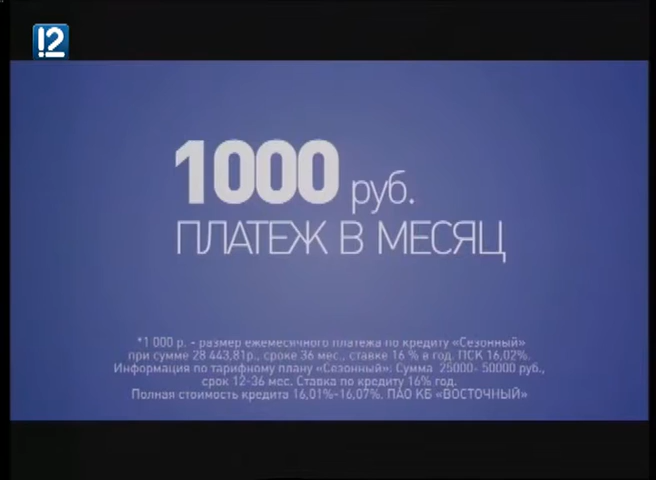 12
1000 руб.
ПЛАТЕЖ В МЕСЯЦ
*1 000 р. - размер ежемесячного платежа по кредиту «Сезонный»
при сумме 28 443,81р., сроке 36 мес., ставке 16 % в год. ПСК 16,02%.
Информация по тарифному плану «Сезонный»: Сумма 25000- 50000 руб.,
срок 12-36 мес. Ставка по кредиту 16% год.
Полная стоимость кредита 16,01%-16,07%. ПАО КБ «ВОСТОЧНЫЙ»